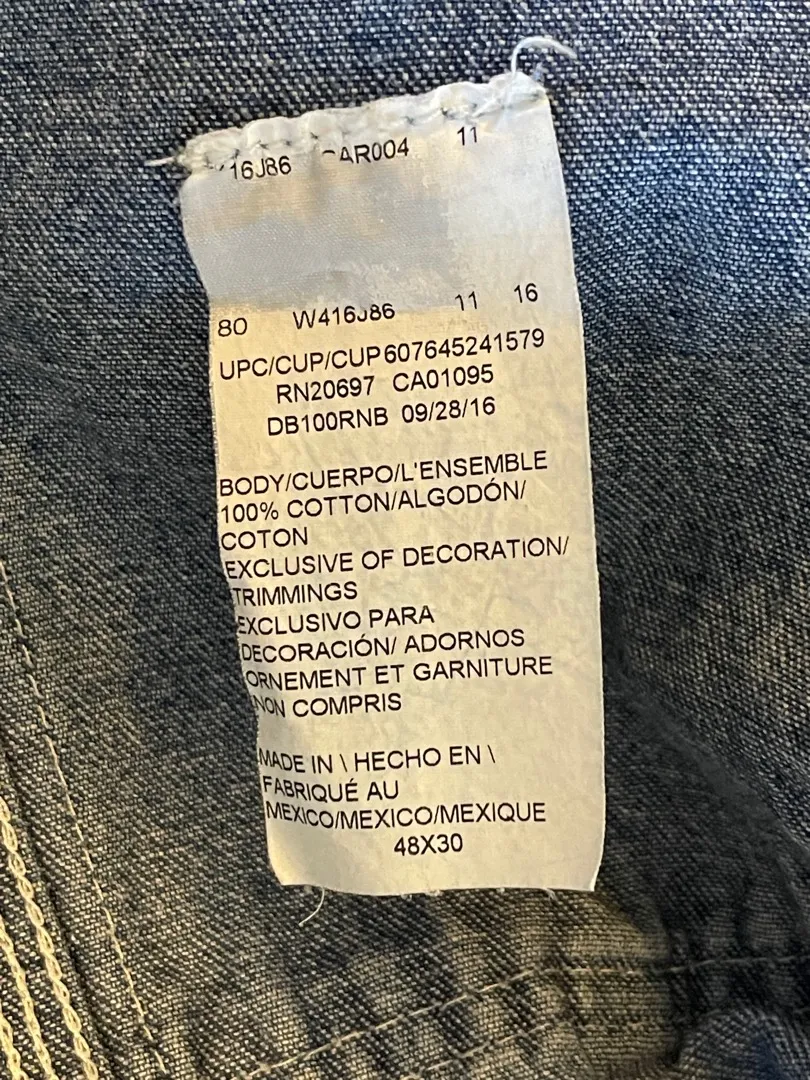 16J86 AR004 11
80 W416J86 11 16
UPC/CUP/CUP607645241579
RN20697 CA01095
DB100RNB 09/28/16
BODY/CUERPO/L'ENSEMBLE
100% COTTON/ALGODÓN/
COTON
EXCLUSIVE OF DECORATION/
TRIMMINGS
EXCLUSIVO PARA
DECORACIÓN/ ADORNOS
ORNEMENT ET GARNITURE
NON COMPRIS
MADE IN \ HECHO EN \
FABRIQUÉ AU
MEXICO/MEXICO/MEXIQUE
48X30